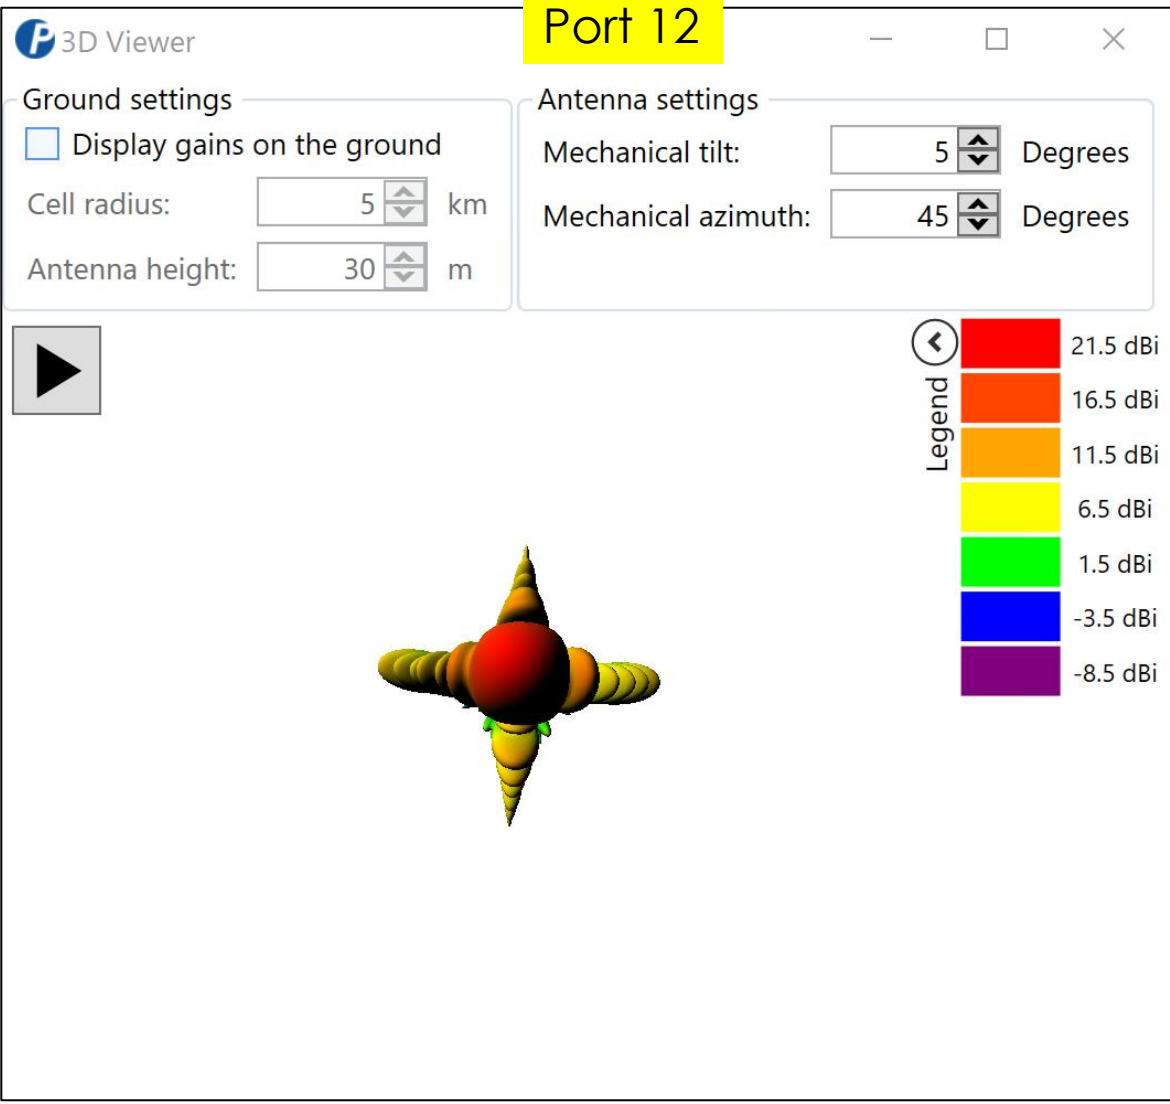 Port 12
3D Viewer
Ground settings
Display gains on the ground
Cell radius: 5 km
Antenna height: 30 m
Antenna settings
Mechanical tilt: 5 Degrees
Mechanical azimuth: 45 Degrees
Legend
21.5 dBi
16.5 dBi
11.5 dBi
6.5 dBi
1.5 dBi
-3.5 dBi
-8.5 dBi